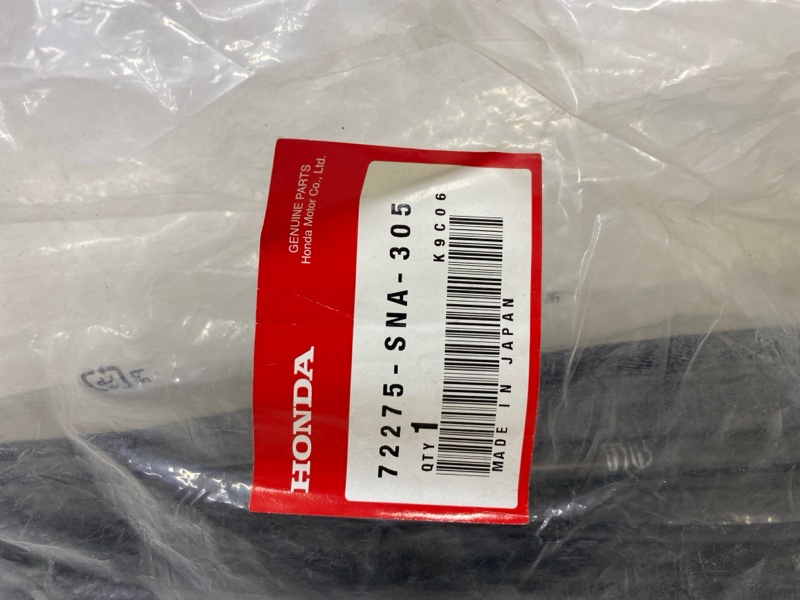 GENUINE PARTS
Honda Motor Co., Ltd.
HONDA
72275-SNA-305
K9C06
QTY 1
MADE IN JAPAN